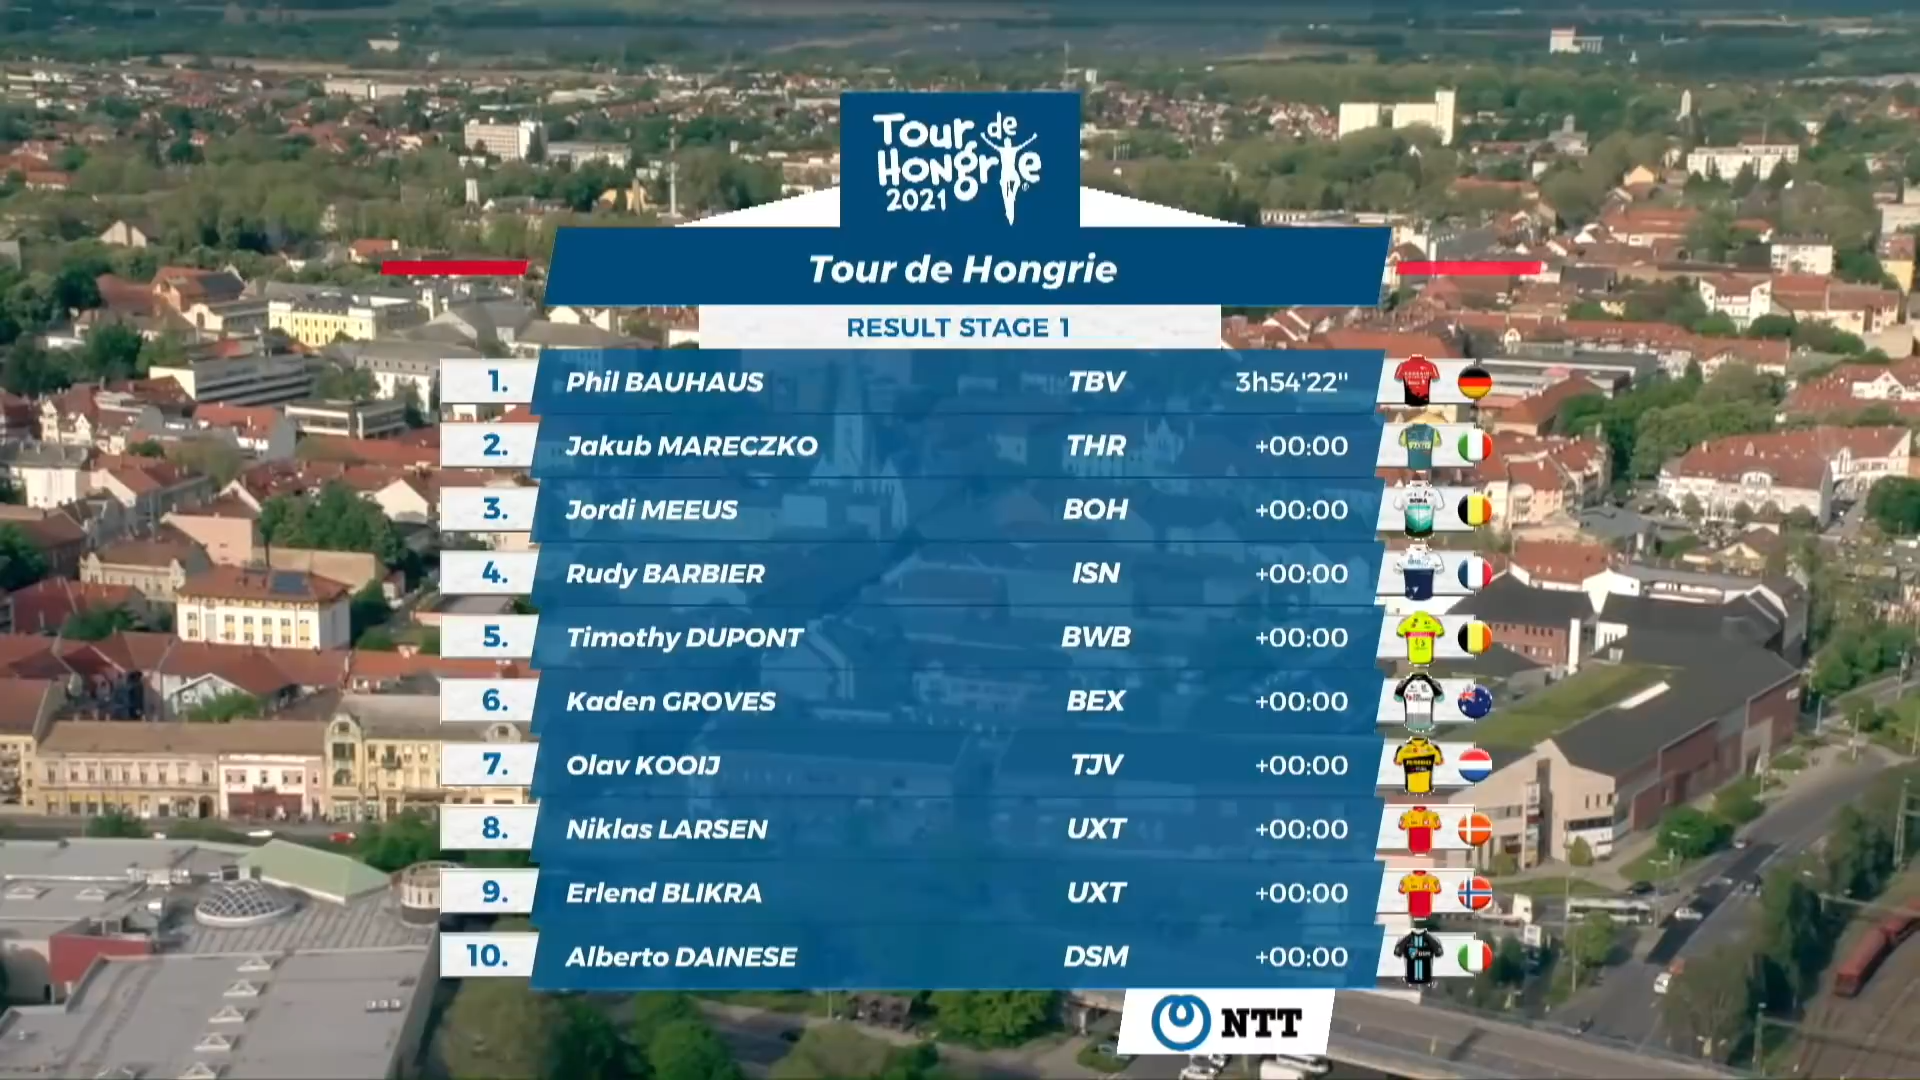 Tour de
Hongrie
2021
Tour de Hongrie
RESULT STAGE 1
1. Phil BAUHAUS TBV 3h54'22"
2. Jakub MARECZKO THR +00:00
3. Jordi MEEUS BOH +00:00
4. Rudy BARBIER ISN +00:00
5. Timothy DUPONT BWB +00:00
6. Kaden GROVES BEX +00:00
7. Olav KOOIJ TJV +00:00
8. Niklas LARSEN UXT +00:00
9. Erlend BLIKRA UXT +00:00
10. Alberto DAINESE DSM +00:00
NTT